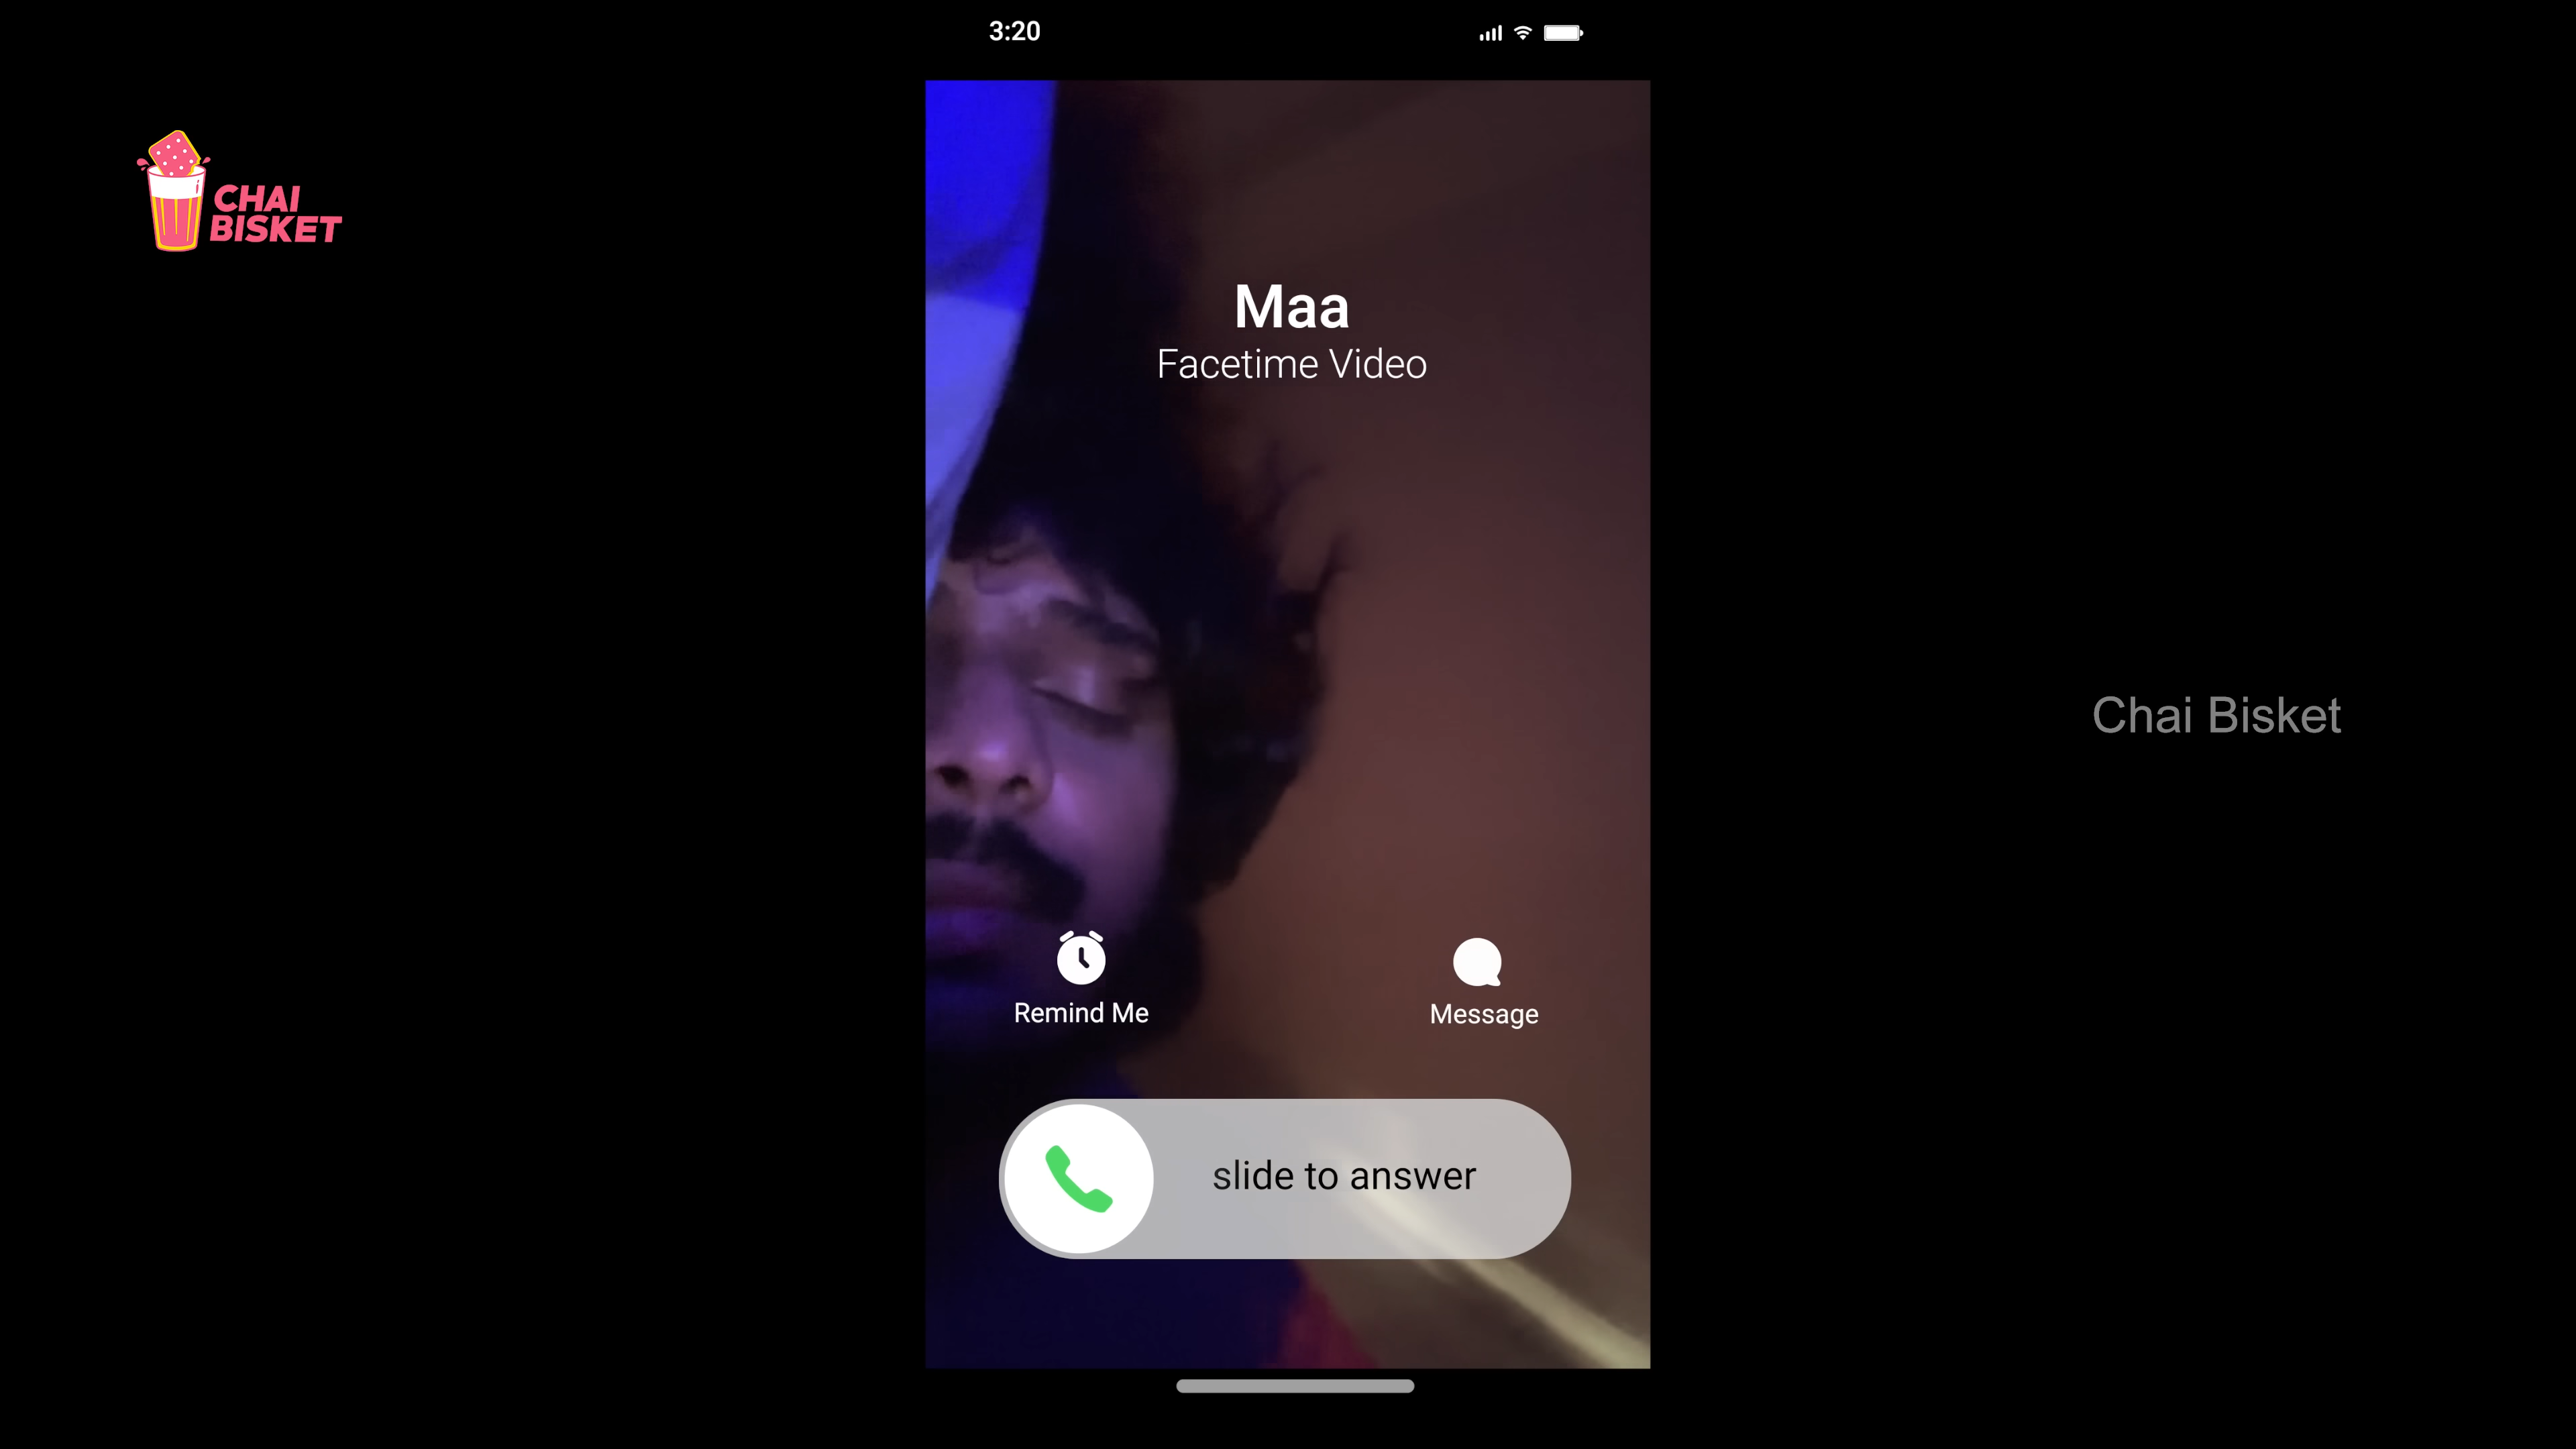 3:20
CHAI
BISKET
Maa
Facetime Video
Chai Bisket
Remind Me
Message
slide to answer